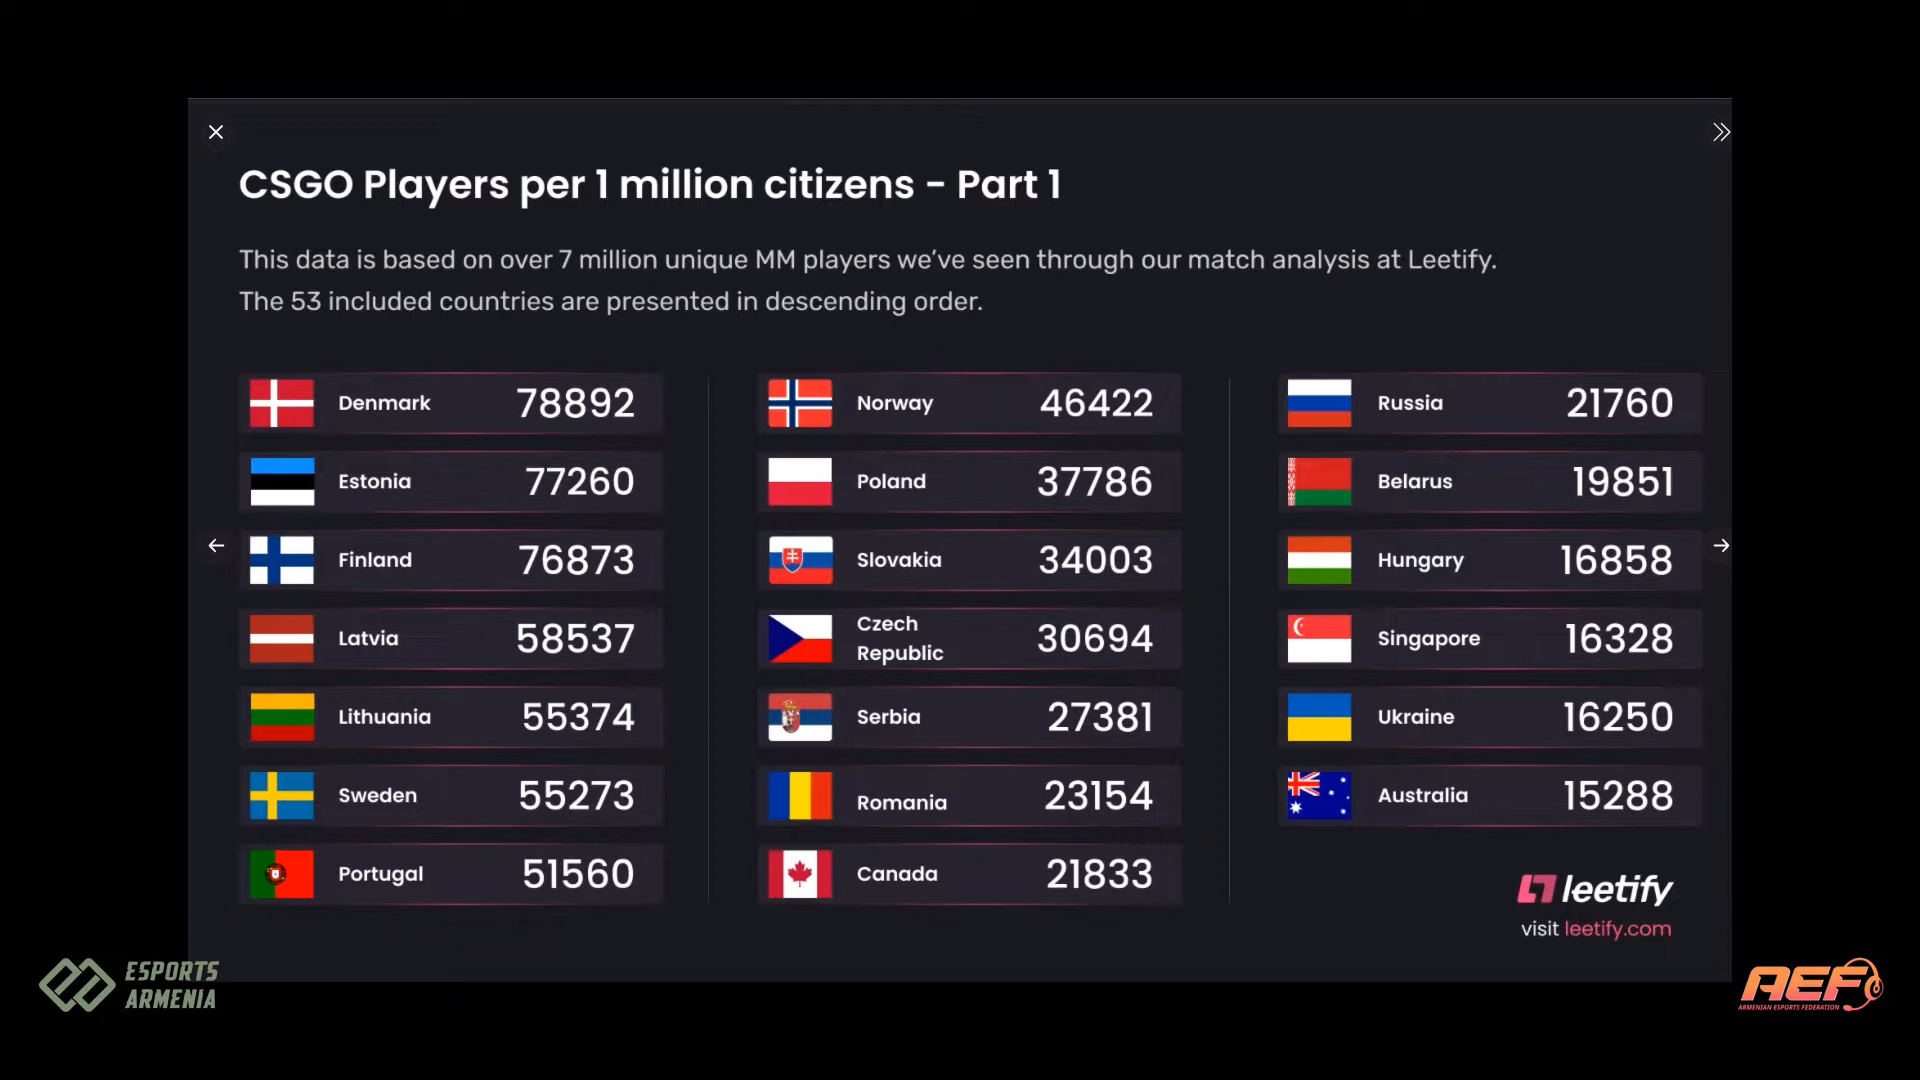 CSGO Players per 1 million citizens - Part 1
This data is based on over 7 million unique MM players we've seen through our match analysis at Leetify.
The 53 included countries are presented in descending order.
Denmark 78892
Estonia 77260
Finland 76873
Latvia 58537
Lithuania 55374
Sweden 55273
Portugal 51560
Norway 46422
Poland 37786
Slovakia 34003
Czech
Republic 30694
Serbia 27381
Romania 23154
Canada 21833
Russia 21760
Belarus 19851
Hungary 16858
Singapore 16328
Ukraine 16250
Australia 15288
leetify
visit leetify.com
ESPORTS
ARMENIA
AEF
ARMENIAN ESPORTS FEDERATION